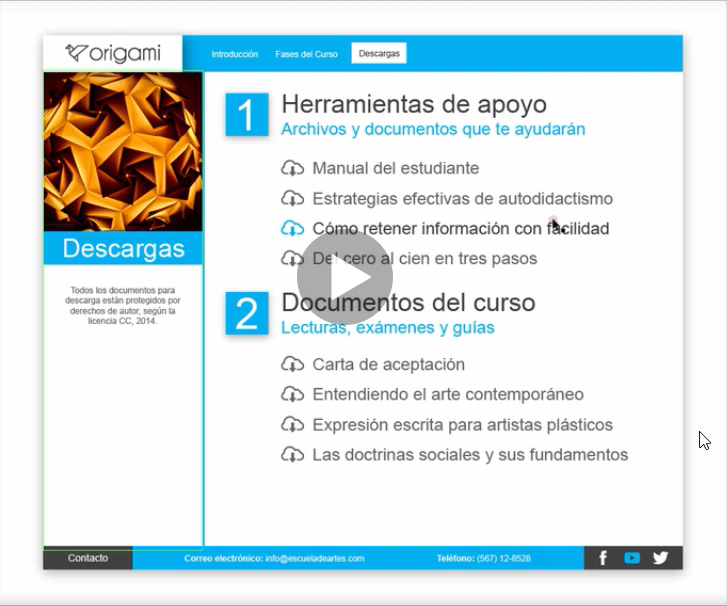 origami
Introducción
Fases del Curso
Descargas
1
Herramientas de apoyo
Archivos y documentos que te ayudarán
Manual del estudiante
Estrategias efectivas de autodidactismo
Cómo retener información con facilidad
Del cero al cien en tres pasos
Descargas
Todos los documentos para
descarga están protegidos por
derechos de autor, según la
licencia CC, 2014.
2
Documentos del curso
Lecturas, exámenes y guías
Carta de aceptación
Entendiendo el arte contemporáneo
Expresión escrita para artistas plásticos
Las doctrinas sociales y sus fundamentos
Contacto
Correo electrónico: info@escueladeartes.com
Teléfono: (567) 12-8528